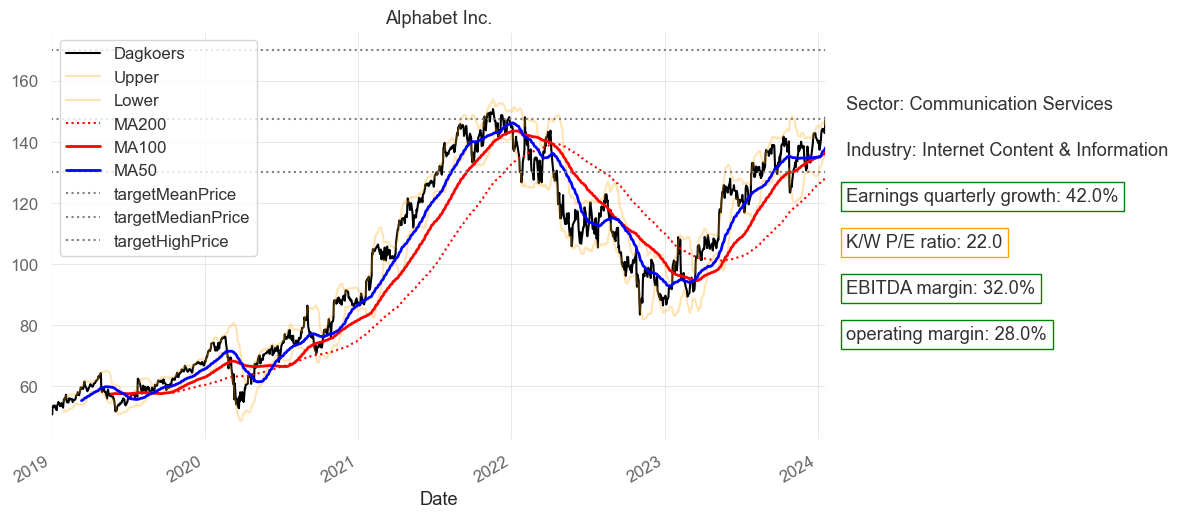 Alphabet Inc.
Dagkoers
Upper
Lower
MA200
MA100
MA50
targetMeanPrice
targetMedianPrice
targetHighPrice
160
140
120
100
80
60
2019
2020
2021
2022
2023
2024
Date
Sector: Communication Services
Industry: Internet Content & Information
Earnings quarterly growth: 42.0%
K/W P/E ratio: 22.0
EBITDA margin: 32.0%
operating margin: 28.0%